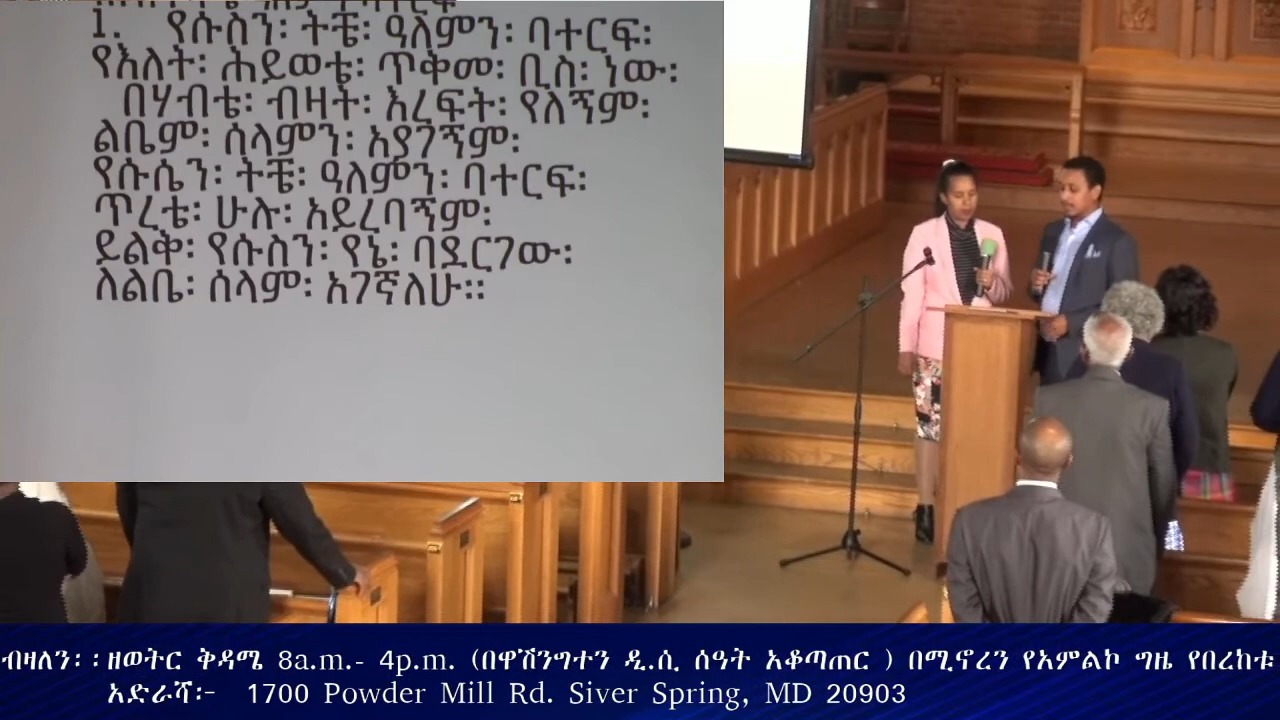 1. የሱስን፡ ትቼ፡ ዓለምን፡ ባተርፍ፡
የእለት፡ ሕይወቴ፡ ጥቅመ፡ ቢስ፡ ነው፡
በሃብቴ፡ ብዛት፡ እረፍት፡ የለኝም፡
ልቤም፡ ሰላምን፡ አያገኝም፡
የሱሴን፡ ትቼ፡ ዓለምን፡ ባተርፍ፡
ጥረቴ፡ ሁሉ፡ አይረባኝም፡
ይልቅ፡ የሱስን፡ የኔ፡ ባደርገው፡
ለልቤ፡ ሰላም፡ አገኛለሁ።
ብዛለን፡፡ዘወትር ቅዳሜ 8a.m.- 4p.m. (በዋሽንግተን ዲ.ሲ ሰዓት አቆጣጠር ) በሚኖረን የአምልኮ ግዜ የበረከቱ
አድራሻ፡- 1700 Powder Mill Rd. Siver Spring, MD 20903